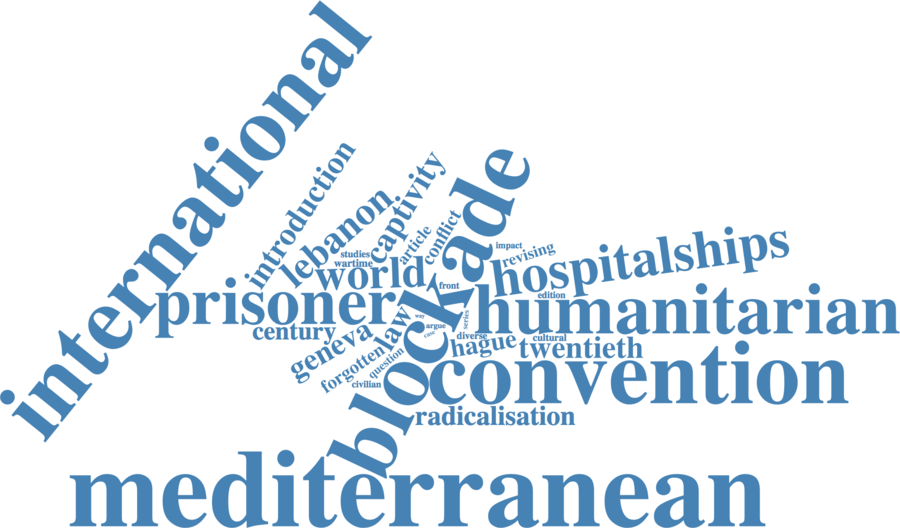 international
introduction
lebanon
captivity
blockade
article
conflict
studies
wartime
world
impact
revising
hospitalships
prisoner
front
edition
humanitarian
century
geneva
law
way
argue
case
series
diverse
cultural
hague
twentieth
forgotten
question
civilian
convention
radicalisation
mediterranean